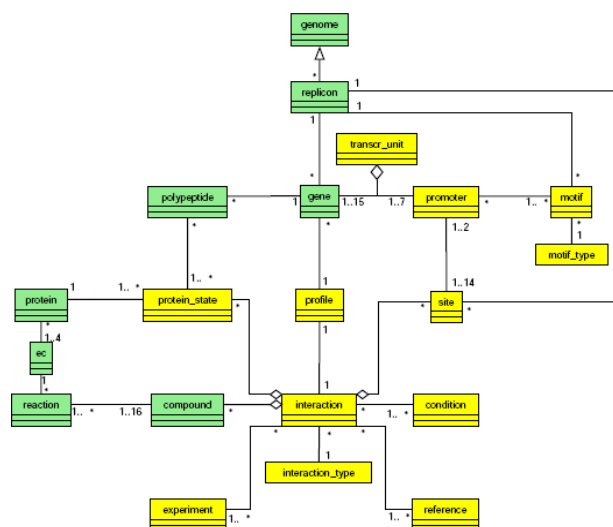 genome
*
replicon
1
1
1
transcr_unit
*
*
polypeptide
gene
promoter
motif
*
1
1..15
1..7
*
1.. *
*
*
1..2
*
1
motif_type
1.. *
1..14
protein
1
1.. *
protein_state
profile
site
*
*
*
*
1
1..4
ec
1
*
1
reaction
compound
interaction
condition
1.. *
1..16
*
*
1.. *
*
*
*
1
interaction_type
experiment
reference
1.. *
1.. *